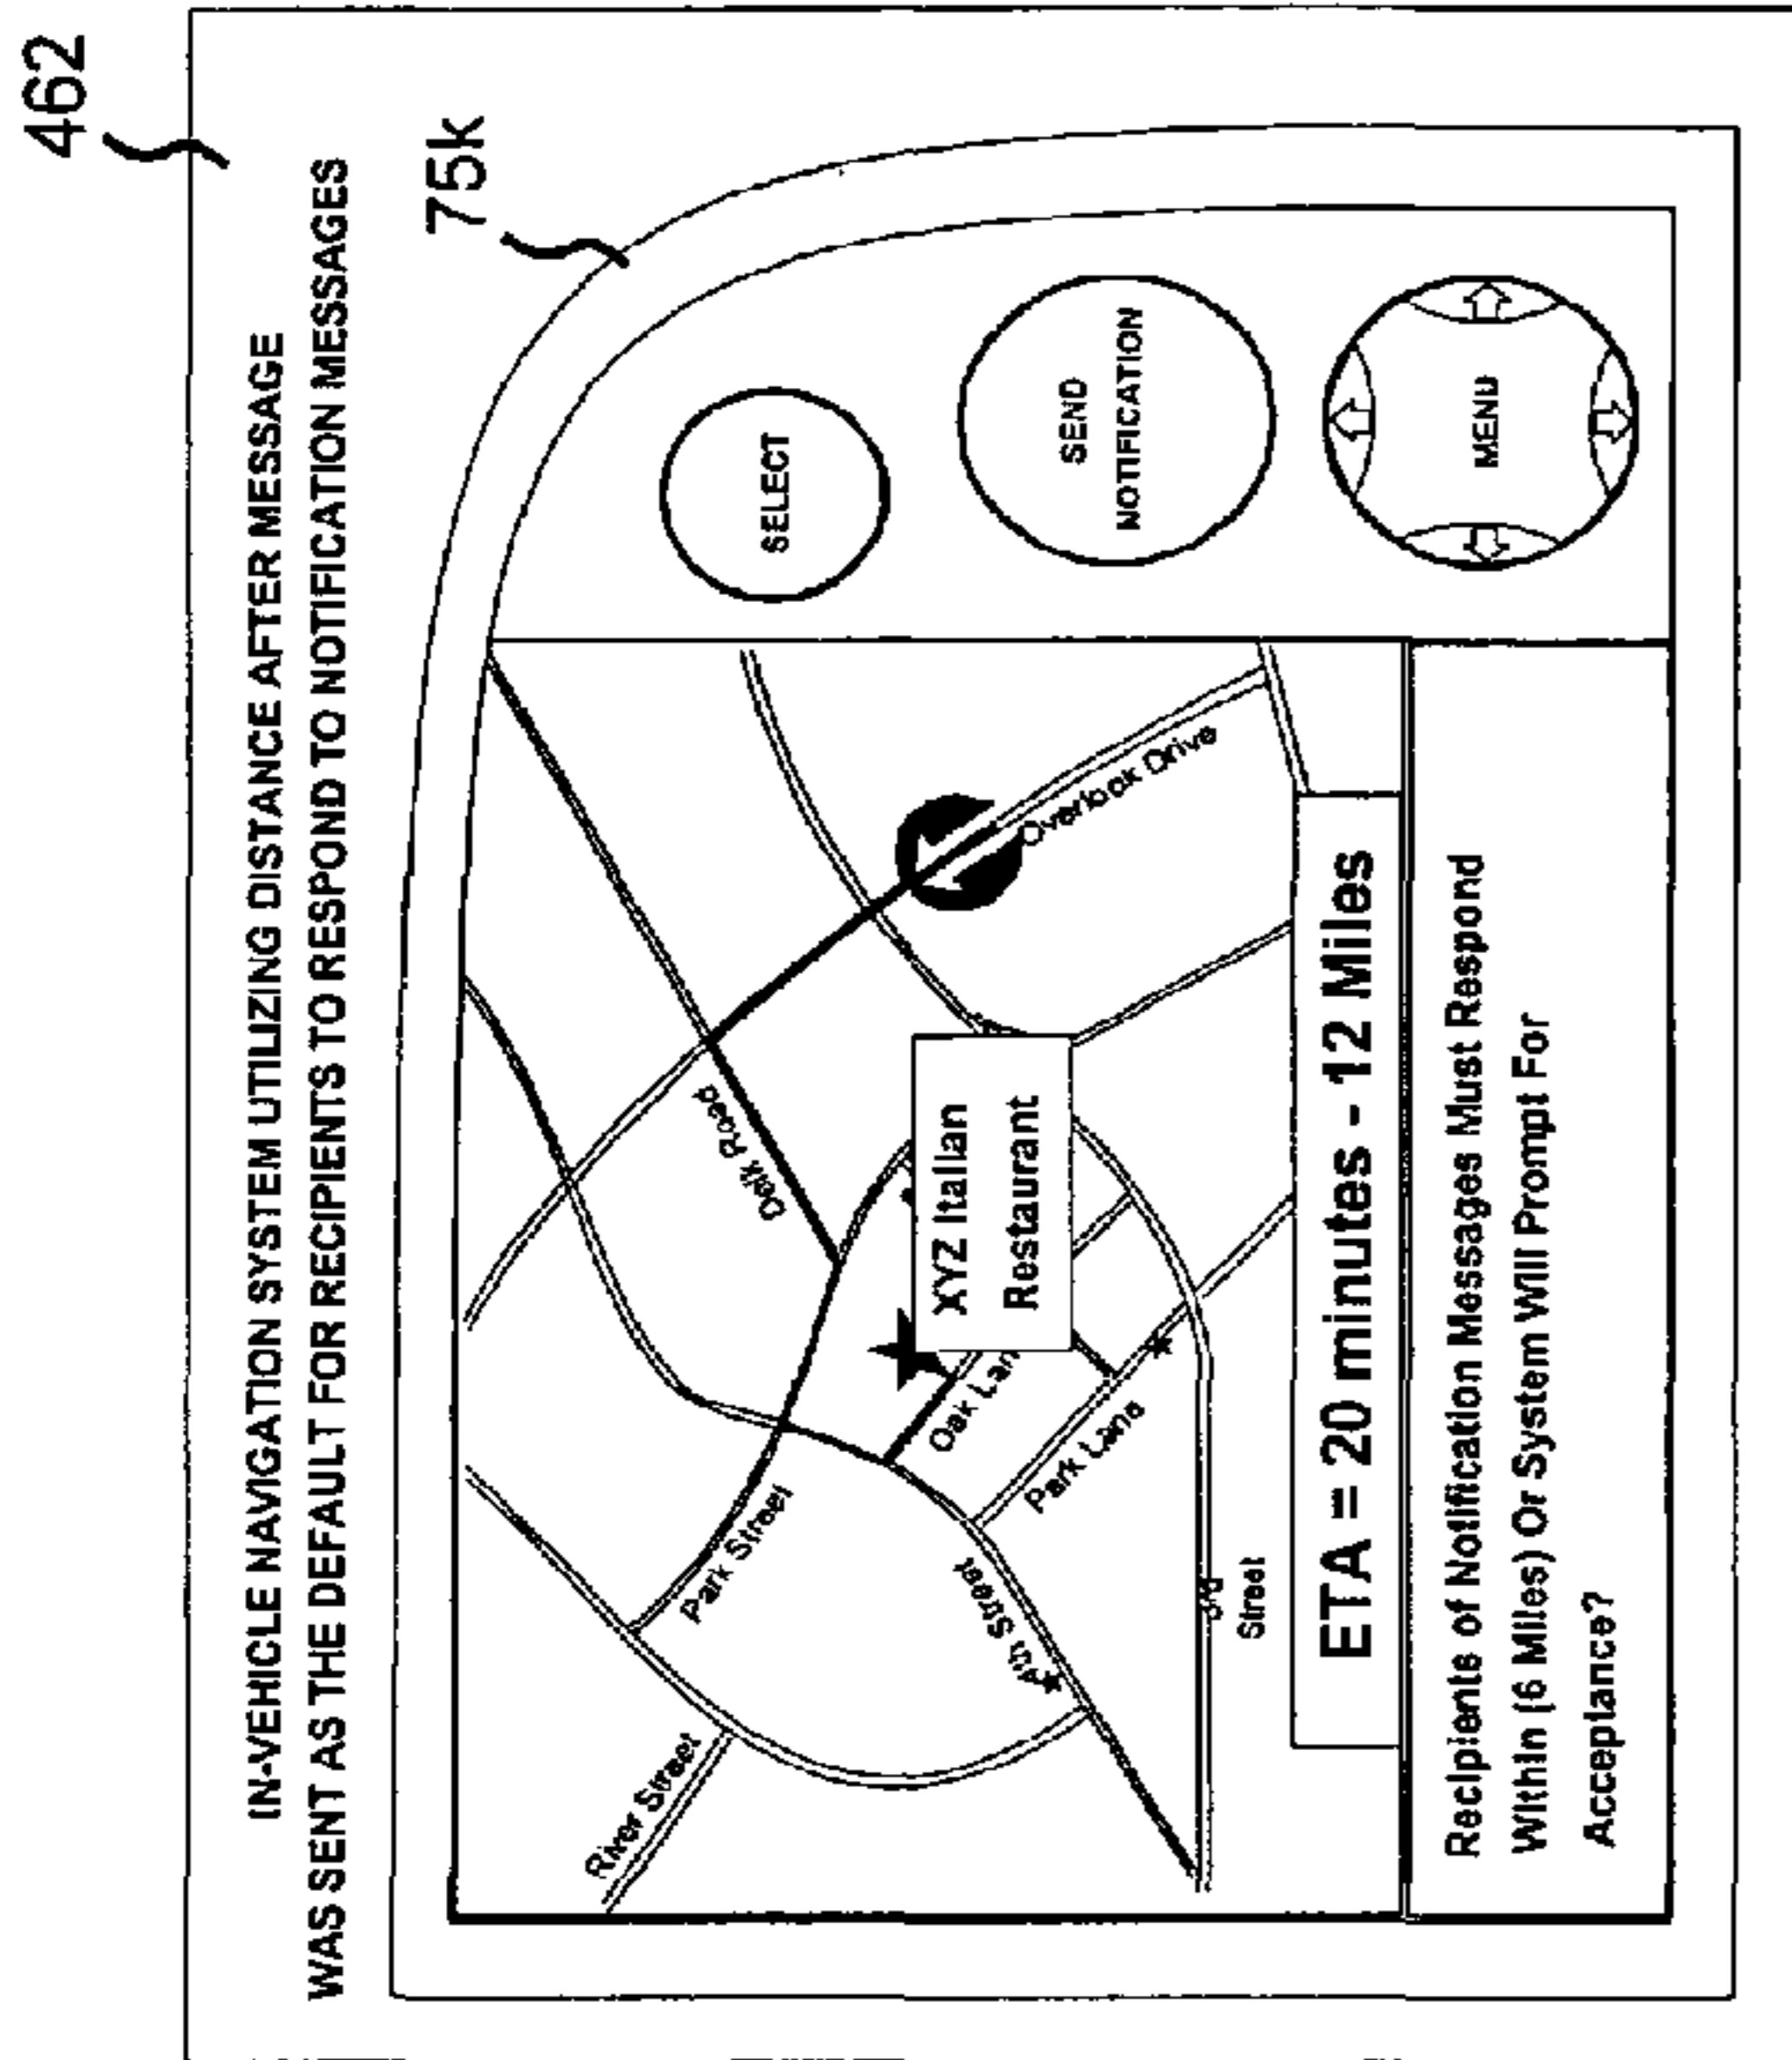 462
IN-VEHICLE NAVIGATION SYSTEM UTILIZING DISTANCE AFTER MESSAGE
WAS SENT AS THE DEFAULT FOR RECIPIENTS TO RESPOND TO NOTIFICATION MESSAGES
75k
River Street
Park Street
Delk Road
4th Street
Oak Lan
XYZ Italian
Restaurant
Overlook Drive
Park Lane
Street
ETA = 20 minutes - 12 Miles
Recipients of Notification Messages Must Respond
Within (6 Miles) Or System Will Prompt For
Acceptance?
SELECT
SEND
NOTIFICATION
MENU